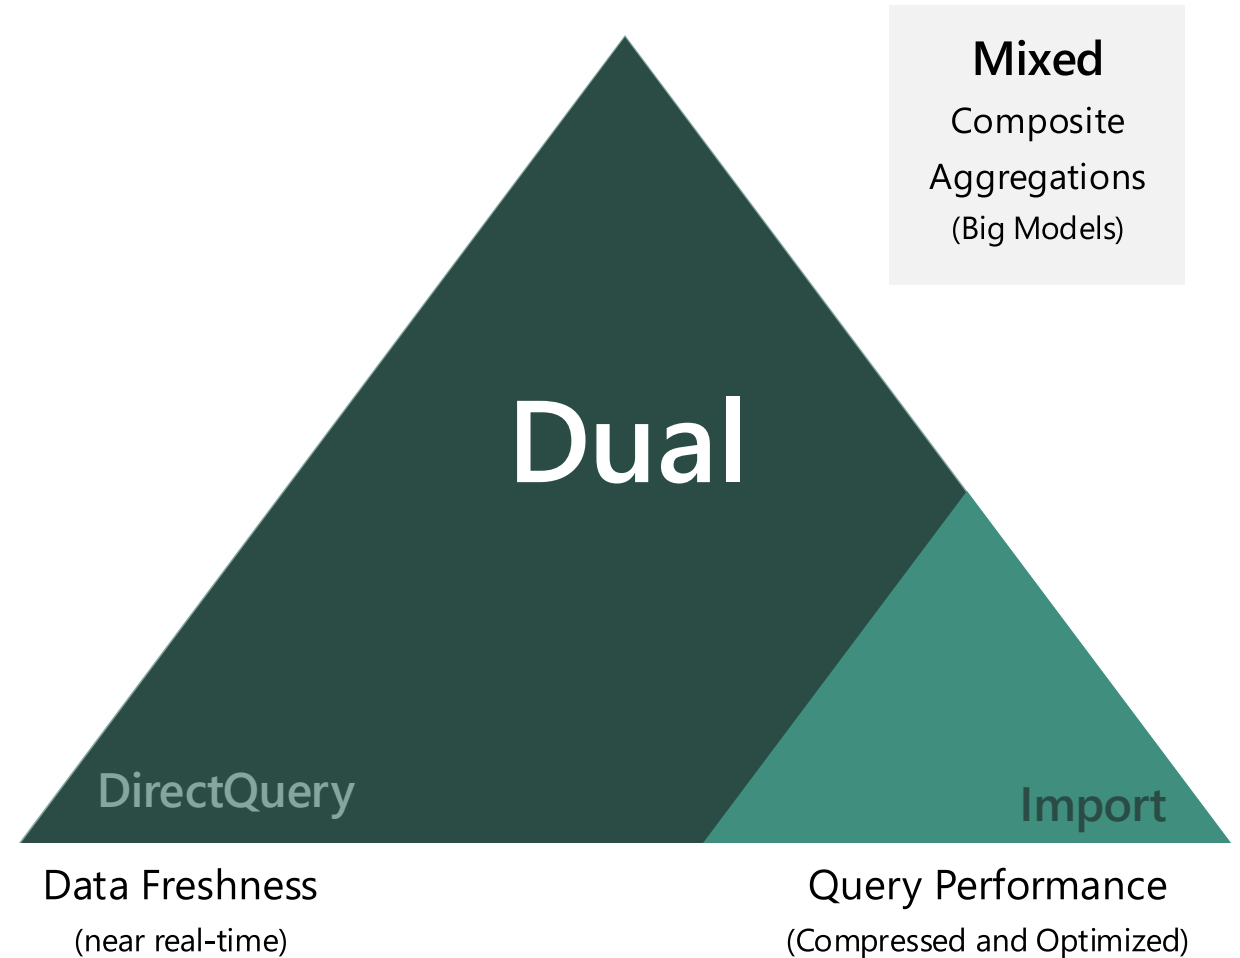 Mixed
Composite
Aggregations
(Big Models)
Dual
DirectQuery
Import
Data Freshness
(near real-time)
Query Performance
(Compressed and Optimized)